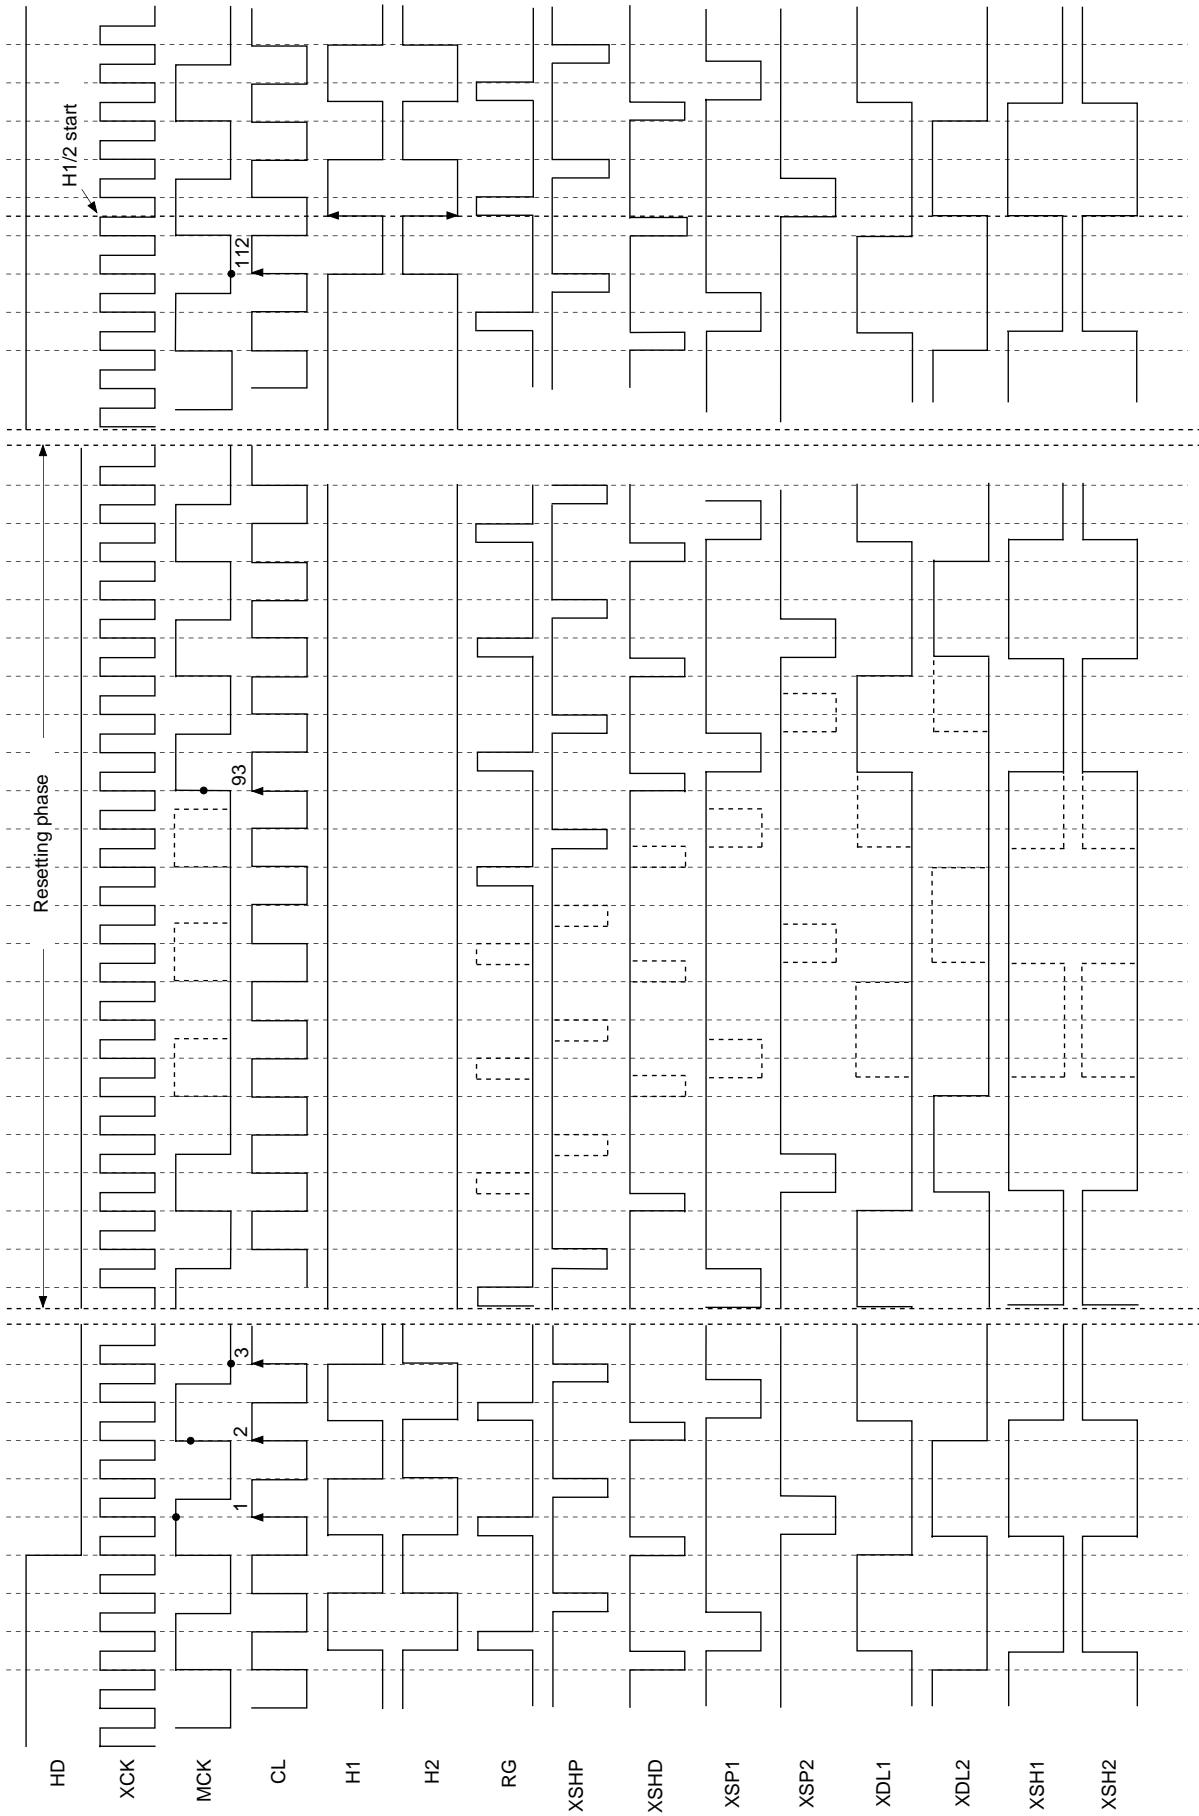 HD
XCK
MCK
CL
H1
H2
RG
XSHP
XSHD
XSP1
XSP2
XDL1
XDL2
XSH1
XSH2
1
2
3
Resetting phase
93
112
H1/2 start